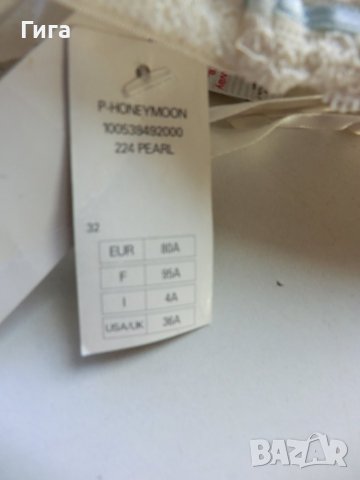 Гига
P-HONEYMOON
100539492000
224 PEARL
32
EUR 80A
F 95A
I 4A
USA/UK 36A
BAZAR